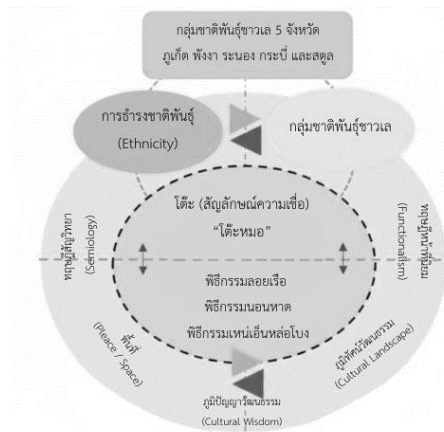 กลุ่มชาติพันธุ์ชาวเล 5 จังหวัด
ภูเก็ต พังงา ระนอง กระบี่ และสตูล
การธำรงชาติพันธุ์
(Ethnicity)
กลุ่มชาติพันธุ์ชาวเล
โต๊ะ (สัญลักษณ์ความเชื่อ)
"โต๊ะหมอ"
ทฤษฎีสัญวิทยา
(Semiology)
ทฤษฎีหน้าที่นิยม
(Functionalism)
พิธีกรรมลอยเรือ
พิธีกรรมนอนหาด
พิธีกรรมเหน่เอ็นหล่อโบง
พื้นที่
(Pleace / Space)
ภูมิทัศน์วัฒนธรรม
(Cultural Landscape)
ภูมิปัญญาวัฒนธรรม
(Cultural Wisdom)